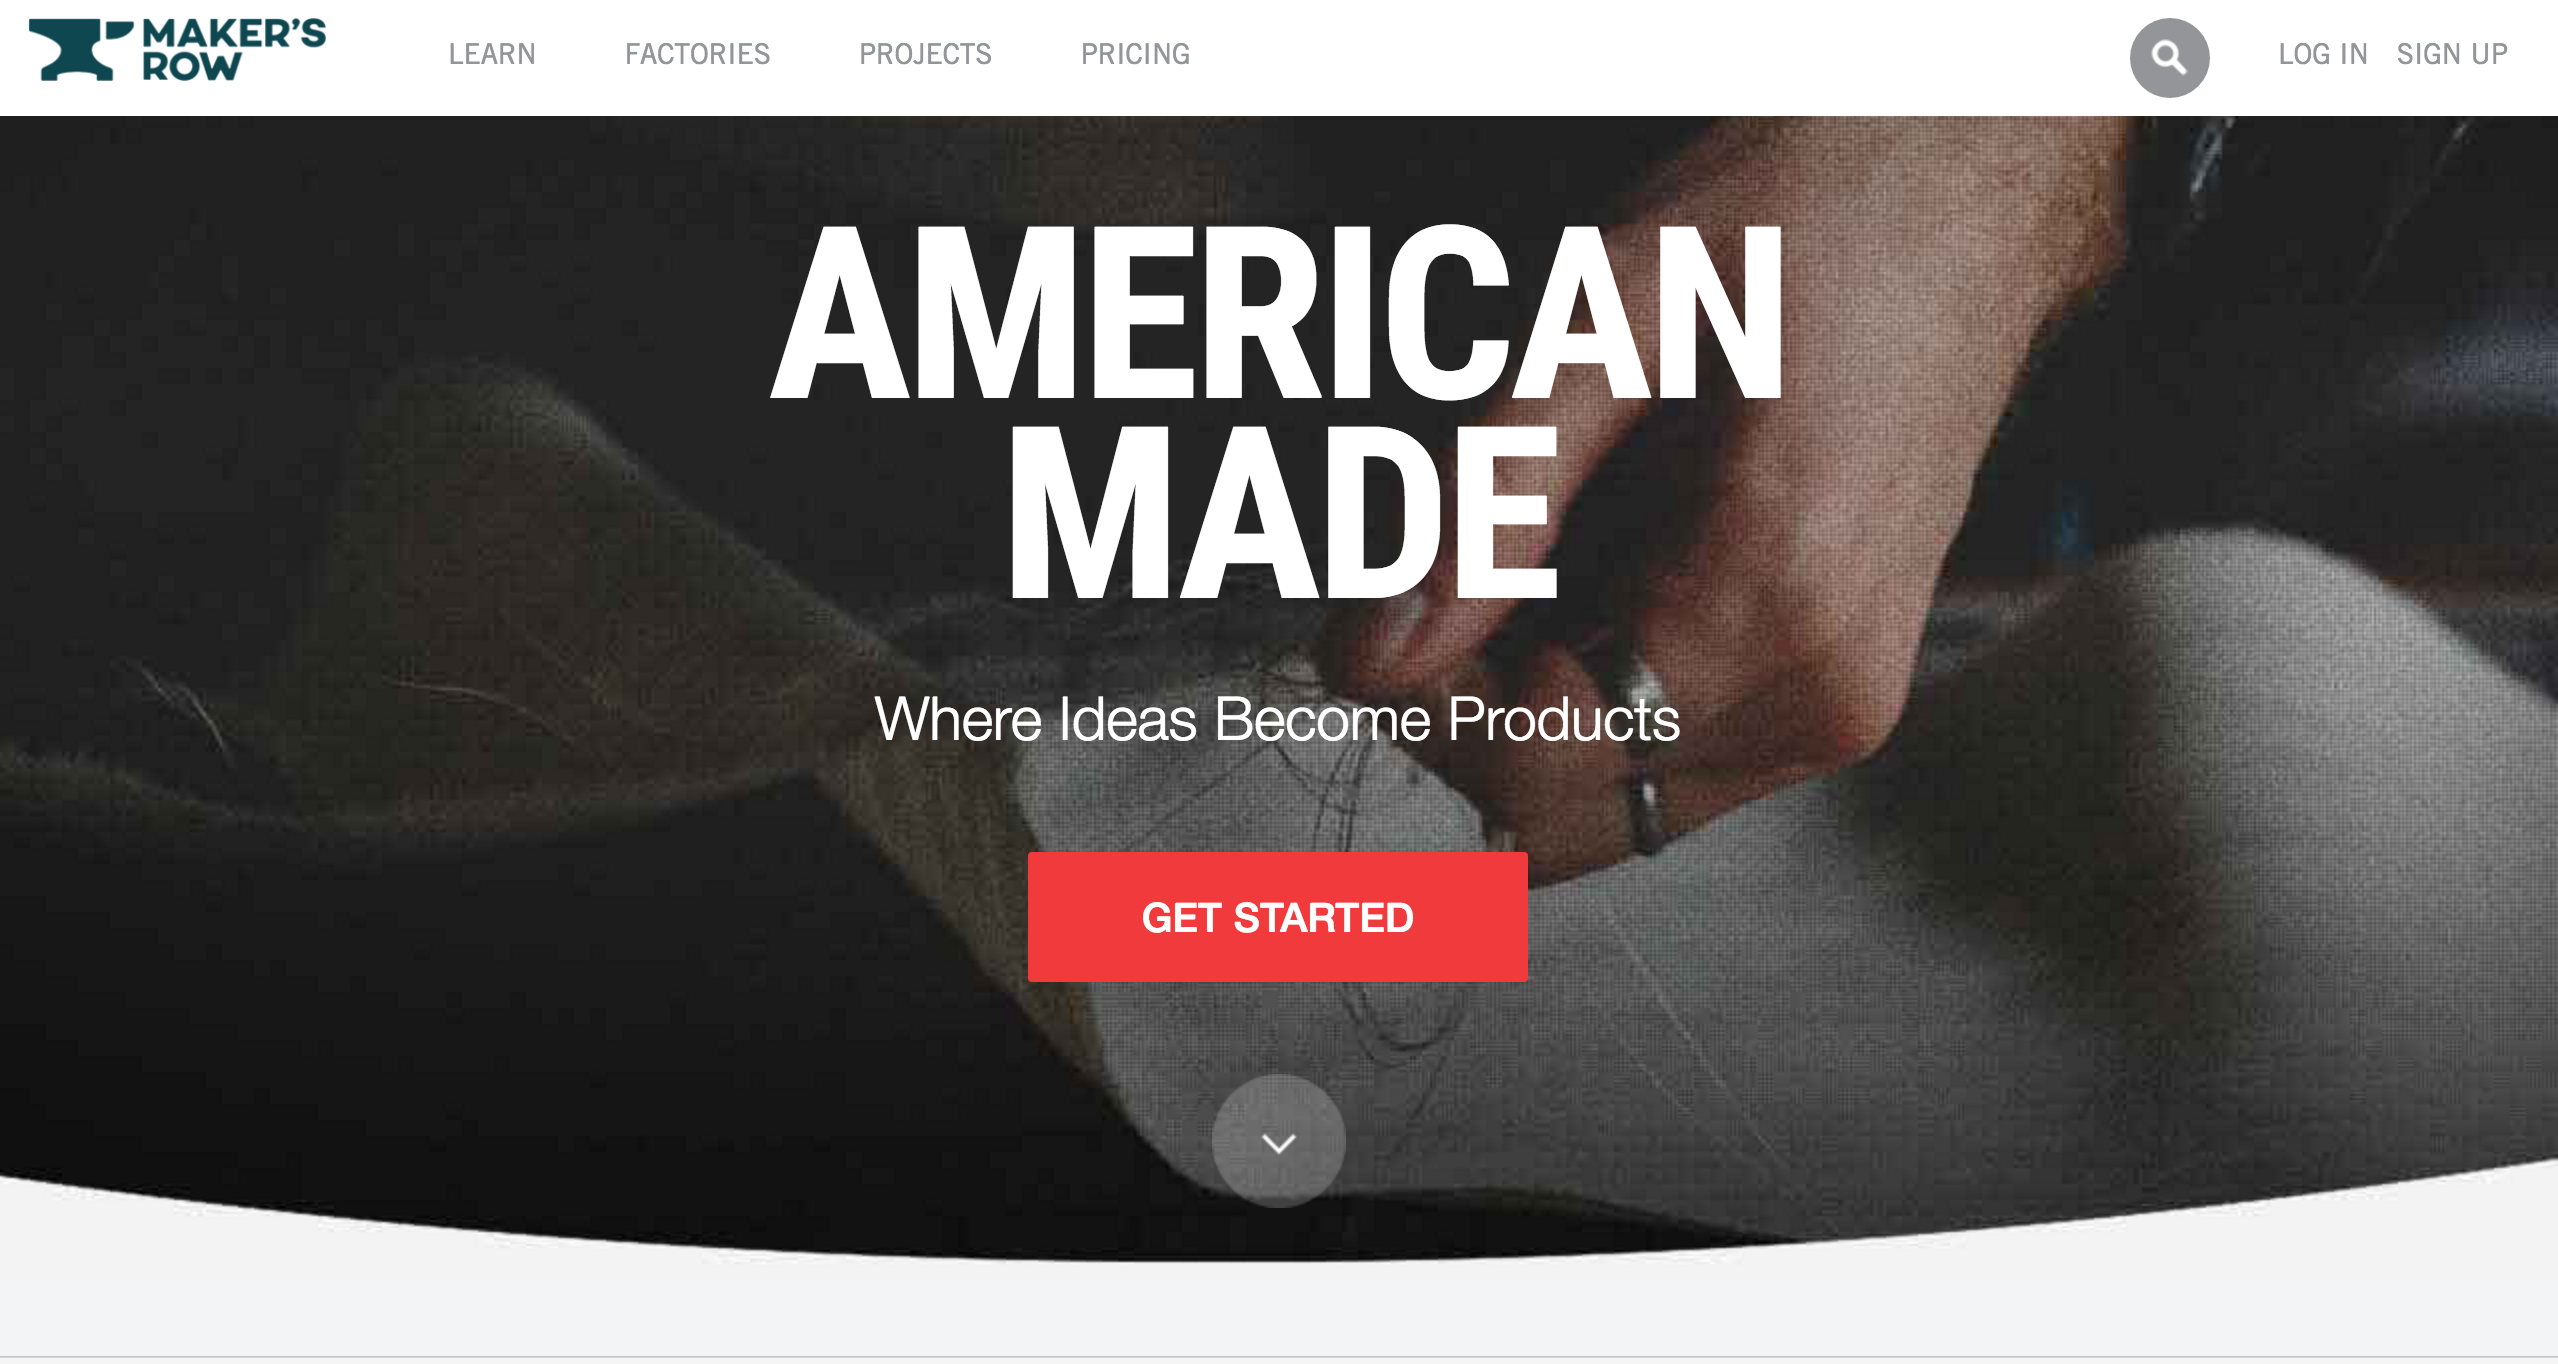 MAKER'S
ROW
LEARN
FACTORIES
PROJECTS
PRICING
LOG IN
SIGN UP
AMERICAN
MADE
Where Ideas Become Products
GET STARTED